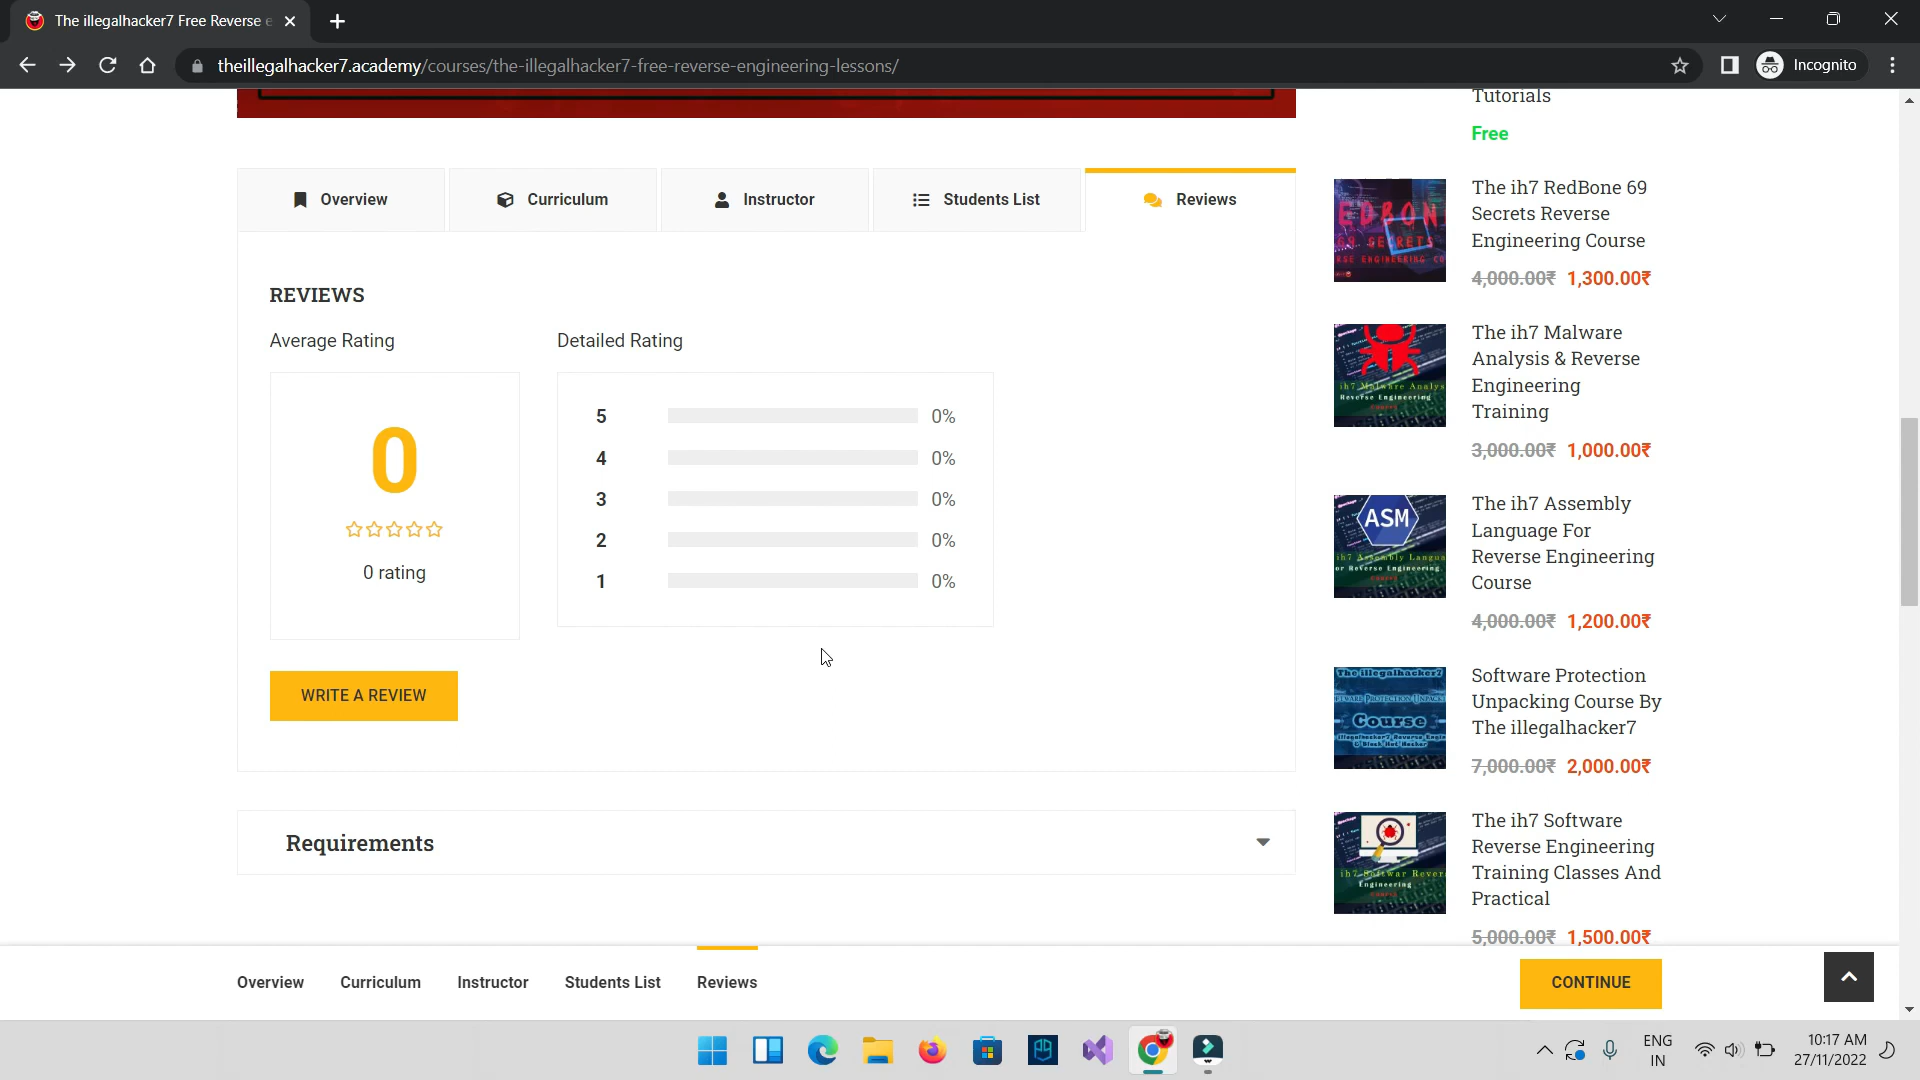 The illegalhacker7 Free Reverse e
theillegalhacker7.academy/courses/the-illegalhacker7-free-reverse-engineering-lessons/
Incognito
Overview
Curriculum
Instructor
Students List
Reviews
REVIEWS
Average Rating
Detailed Rating
0
0 rating
5 0%
4 0%
3 0%
2 0%
1 0%
WRITE A REVIEW
Requirements
Tutorials
Free
The ih7 RedBone 69
Secrets Reverse
Engineering Course
4,000.00₹ 1,300.00₹
The ih7 Malware
Analysis & Reverse
Engineering
Training
3,000.00₹ 1,000.00₹
ASM
The ih7 Assembly
Language For
Reverse Engineering
Course
4,000.00₹ 1,200.00₹
The illegalhacker7
Course
Software Protection
Unpacking Course By
The illegalhacker7
7,000.00₹ 2,000.00₹
The ih7 Software
Reverse Engineering
Training Classes And
Practical
5,000.00₹ 1,500.00₹
Overview
Curriculum
Instructor
Students List
Reviews
CONTINUE
ENG
IN
10:17 AM
27/11/2022